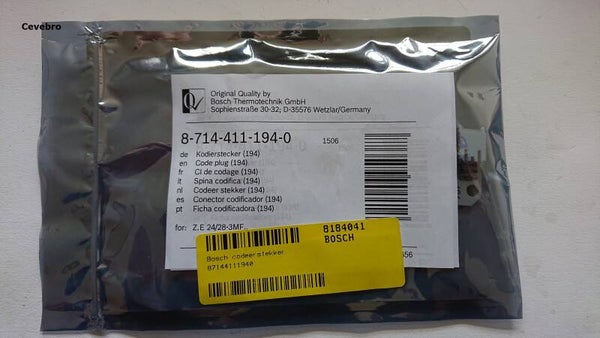 Cevebro
Original Quality by
Bosch Thermotechnik GmbH
Sophienstraße 30-32; D-35576 Wetzlar/Germany
8-714-411-194-0 1506
de Kodierstecker (194)
en Code plug (194)
fr Cl de codage (194)
it Spina codifica (194)
nl Codeer stekker (194)
es Conector codificador (194)
pt Ficha codificadora (194)
for: Z.E 24/28-3MF
8184041
BOSCH
Bosch codeerstekker
87144111940
656